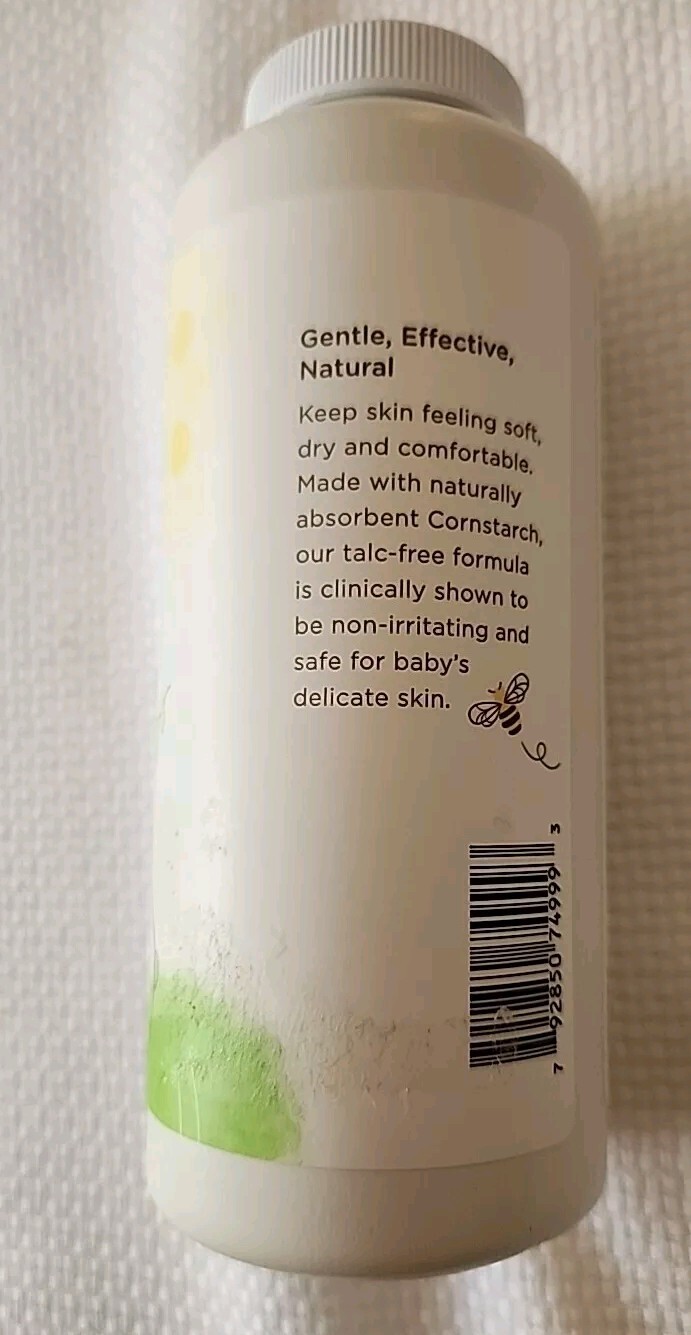 Gentle, Effective,
Natural
Keep skin feeling soft,
dry and comfortable.
Made with naturally
absorbent Cornstarch,
our talc-free formula
is clinically shown to
be non-irritating and
safe for baby's
delicate skin.
7 92850 74999 3